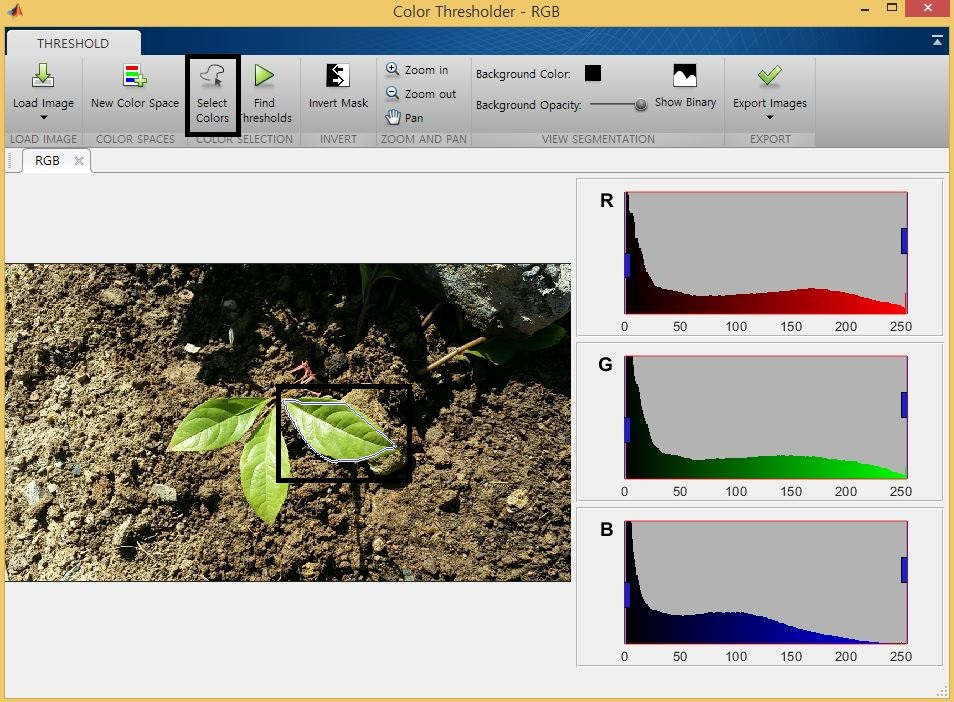 Color Thresholder - RGB
THRESHOLD
Load Image
New Color Space
Select Colors
Find Thresholds
Invert Mask
Zoom in
Zoom out
Pan
Background Color:
Background Opacity:
Show Binary
Export Images
LOAD IMAGE
COLOR SPACES
COLOR SELECTION
INVERT
ZOOM AND PAN
VIEW SEGMENTATION
EXPORT
RGB
R
0 50 100 150 200 250
G
0 50 100 150 200 250
B
0 50 100 150 200 250